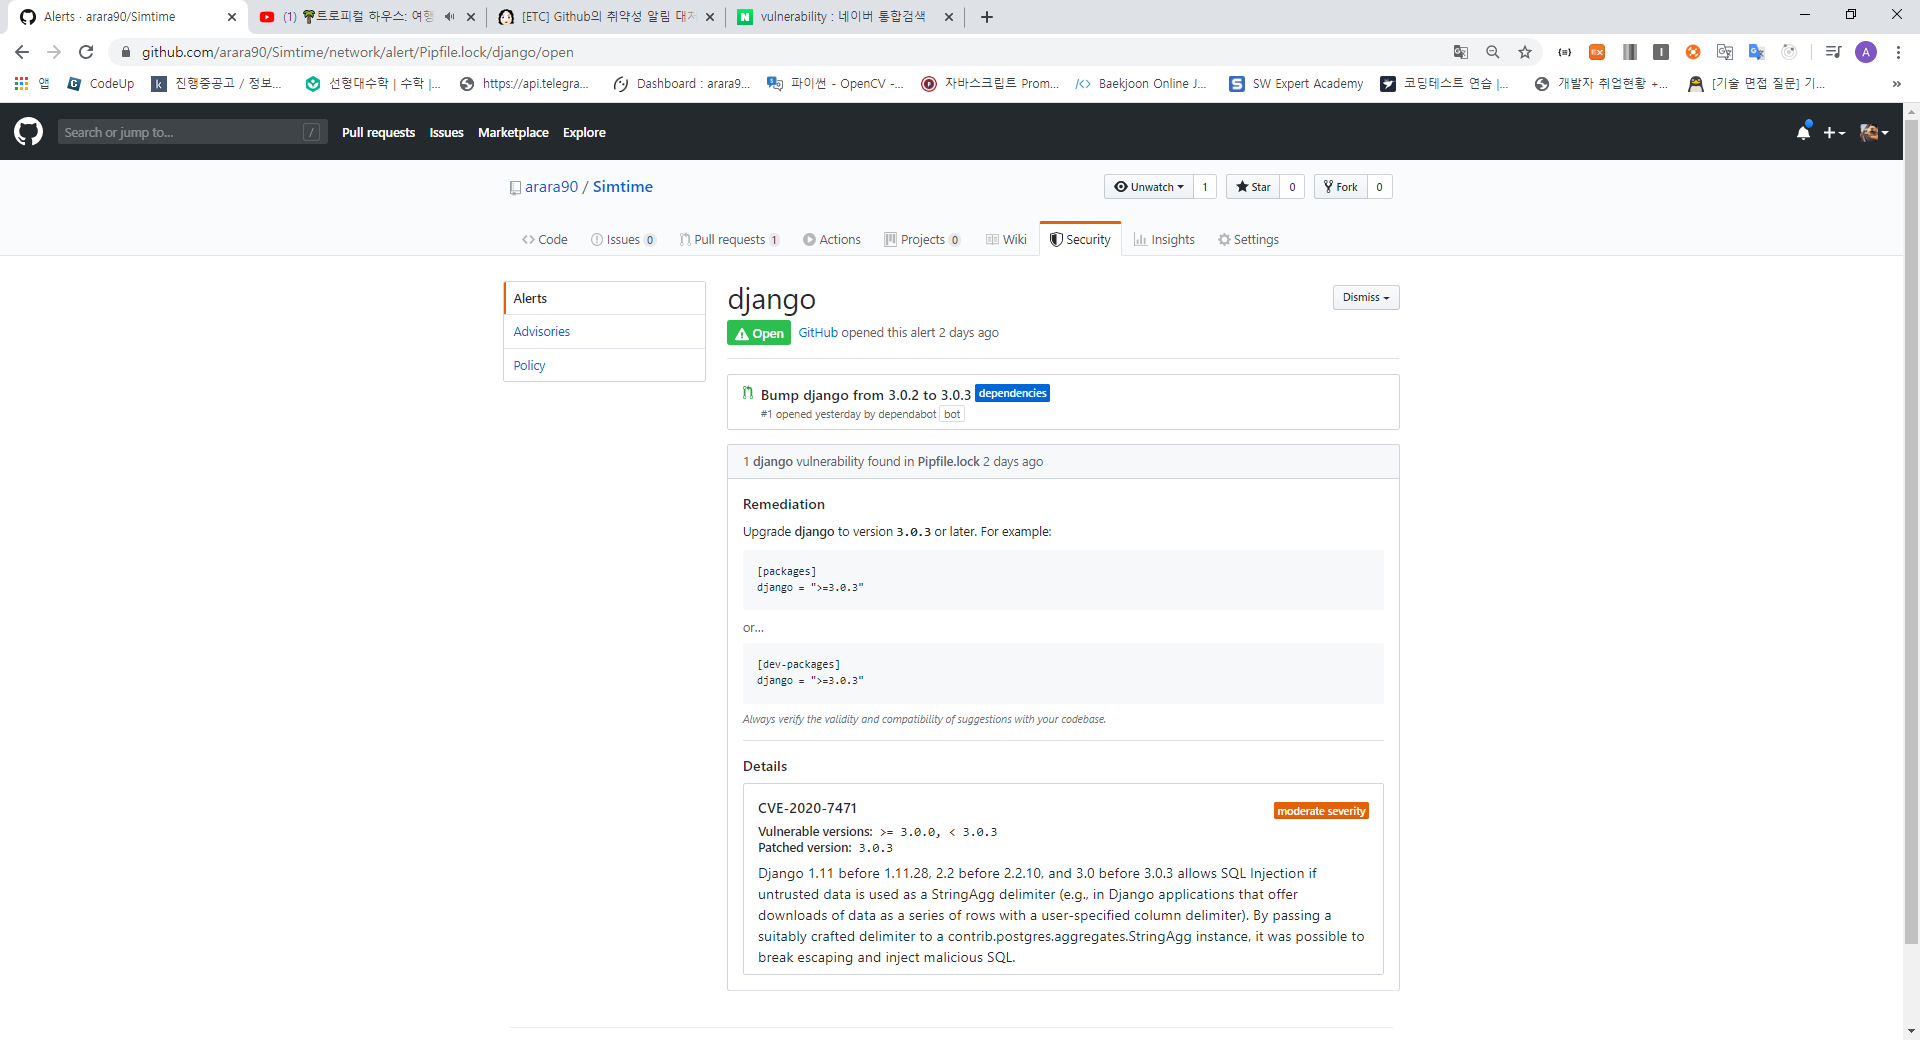 Alerts · arara90/Simtime
(1) 🌴트로피컬 하우스: 여행
[ETC] Github의 취약성 알림 대처
vulnerability : 네이버 통합검색
github.com/arara90/Simtime/network/alert/Pipfile.lock/django/open
앱
CodeUp
진행중공고 / 정보...
선형대수학 | 수학 |...
https://api.telegra...
Dashboard : arara9...
파이썬 - OpenCV -...
자바스크립트 Prom...
Baekjoon Online J...
SW Expert Academy
코딩테스트 연습 |...
개발자 취업현황 +...
[기술 면접 질문] 기...
»
Search or jump to...
/
Pull requests
Issues
Marketplace
Explore
arara90 / Simtime
Unwatch 1
Star 0
Fork 0
Code
Issues 0
Pull requests 1
Actions
Projects 0
Wiki
Security
Insights
Settings
Alerts
Advisories
Policy
django
Dismiss
Open
GitHub opened this alert 2 days ago
Bump django from 3.0.2 to 3.0.3 dependencies
#1 opened yesterday by dependabot bot
1 django vulnerability found in Pipfile.lock 2 days ago
Remediation
Upgrade django to version 3.0.3 or later. For example:
[packages]
django = ">=3.0.3"
or...
[dev-packages]
django = ">=3.0.3"
Always verify the validity and compatibility of suggestions with your codebase.
Details
CVE-2020-7471
moderate severity
Vulnerable versions: >= 3.0.0, < 3.0.3
Patched version: 3.0.3
Django 1.11 before 1.11.28, 2.2 before 2.2.10, and 3.0 before 3.0.3 allows SQL Injection if
untrusted data is used as a StringAgg delimiter (e.g., in Django applications that offer
downloads of data as a series of rows with a user-specified column delimiter). By passing a
suitably crafted delimiter to a contrib.postgres.aggregates.StringAgg instance, it was possible to
break escaping and inject malicious SQL.